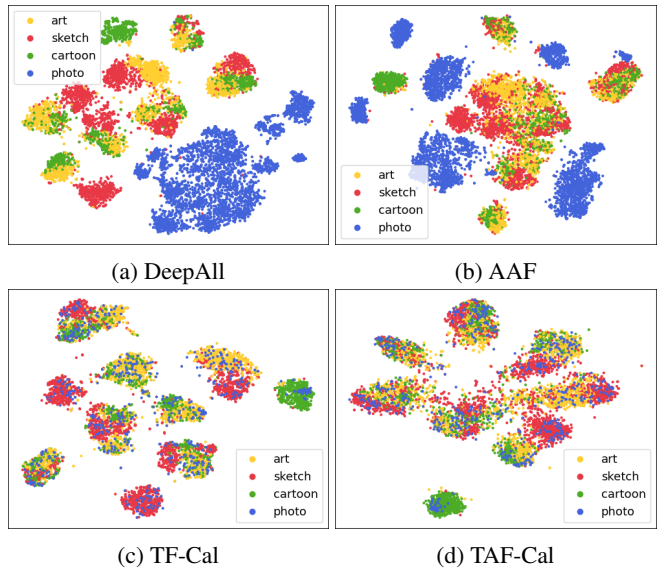 art
sketch
cartoon
photo
(a) DeepAll
art
sketch
cartoon
photo
(b) AAF
art
sketch
cartoon
photo
(c) TF-Cal
art
sketch
cartoon
photo
(d) TAF-Cal